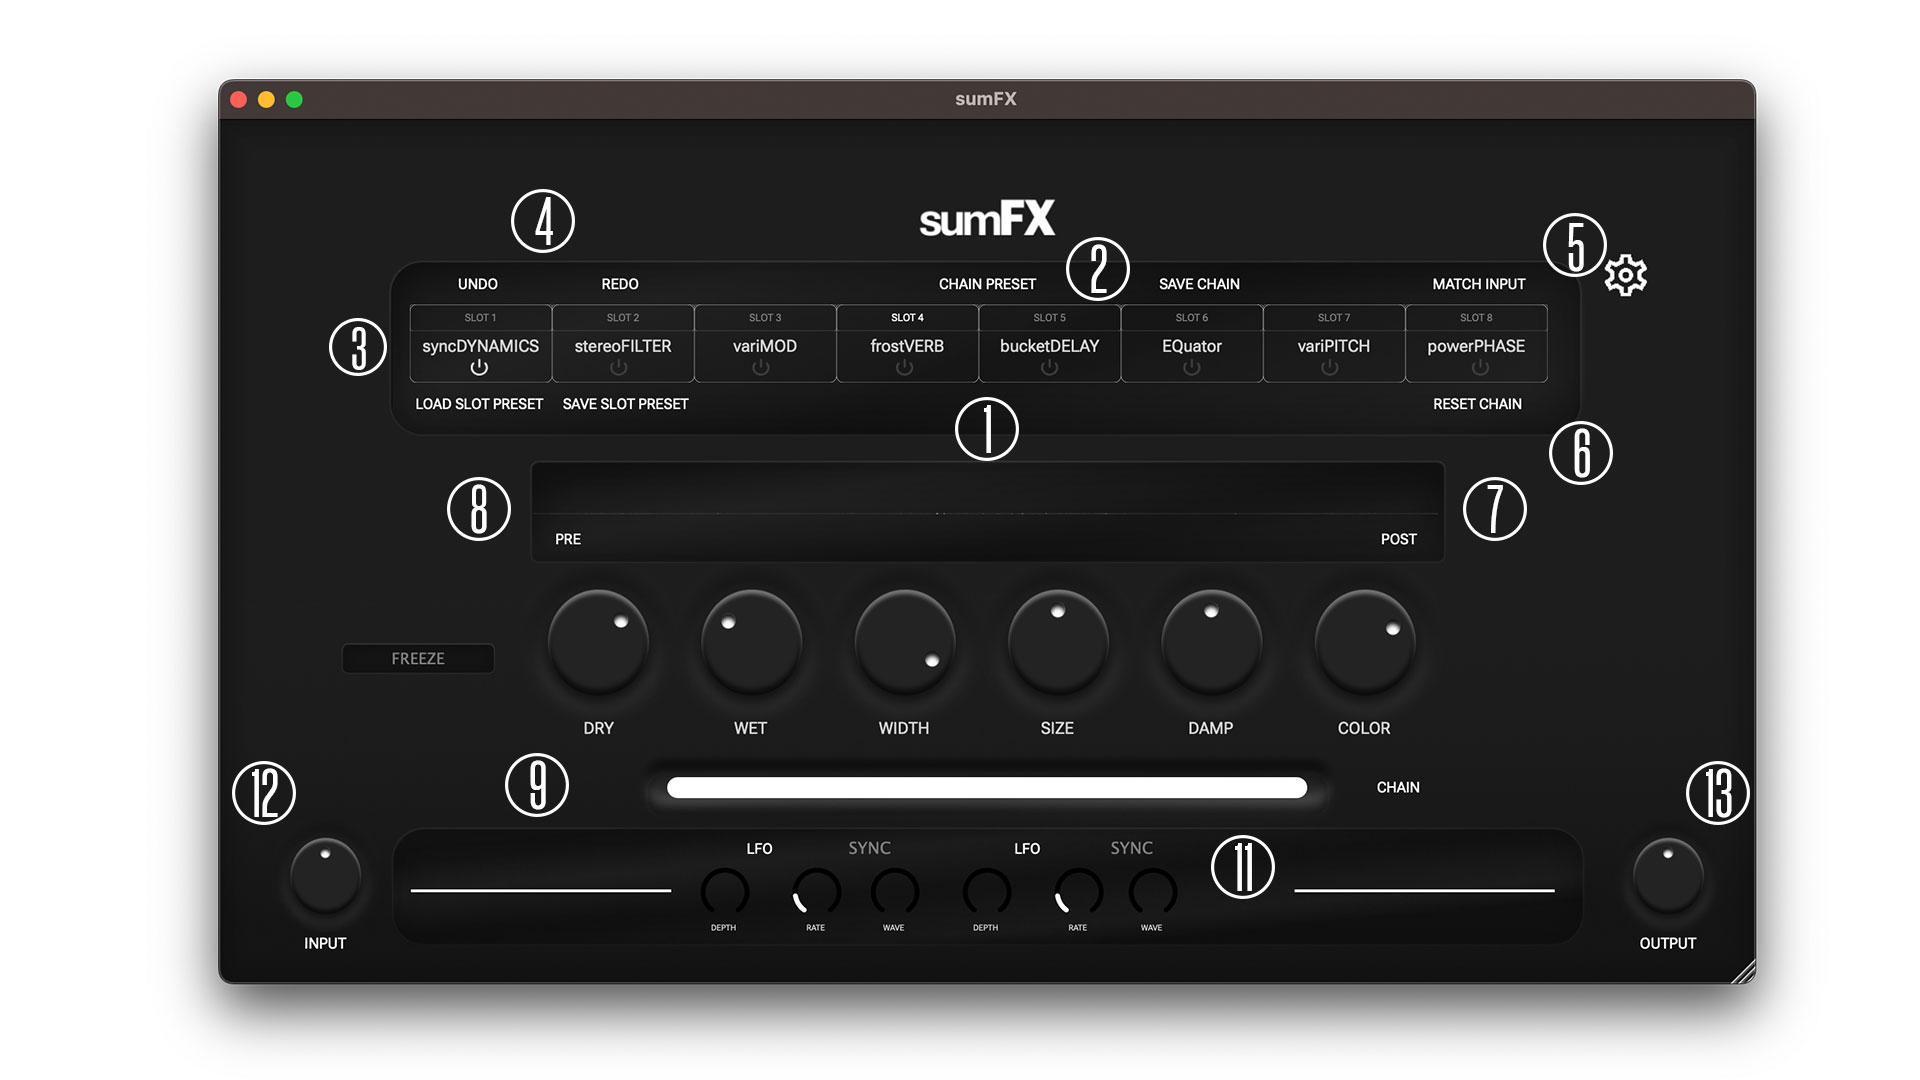 sumFX
4
sumFX
5
2
UNDO REDO CHAIN PRESET SAVE CHAIN MATCH INPUT
SLOT 1 SLOT 2 SLOT 3 SLOT 4 SLOT 5 SLOT 6 SLOT 7 SLOT 8
3
syncDYNAMICS stereoFILTER variMOD frostVERB bucketDELAY EQuator variPITCH powerPHASE
LOAD SLOT PRESET SAVE SLOT PRESET RESET CHAIN
1
6
8
7
PRE POST
FREEZE
DRY WET WIDTH SIZE DAMP COLOR
9
CHAIN
12
13
LFO SYNC LFO SYNC
11
DEPTH RATE WAVE DEPTH RATE WAVE
INPUT OUTPUT